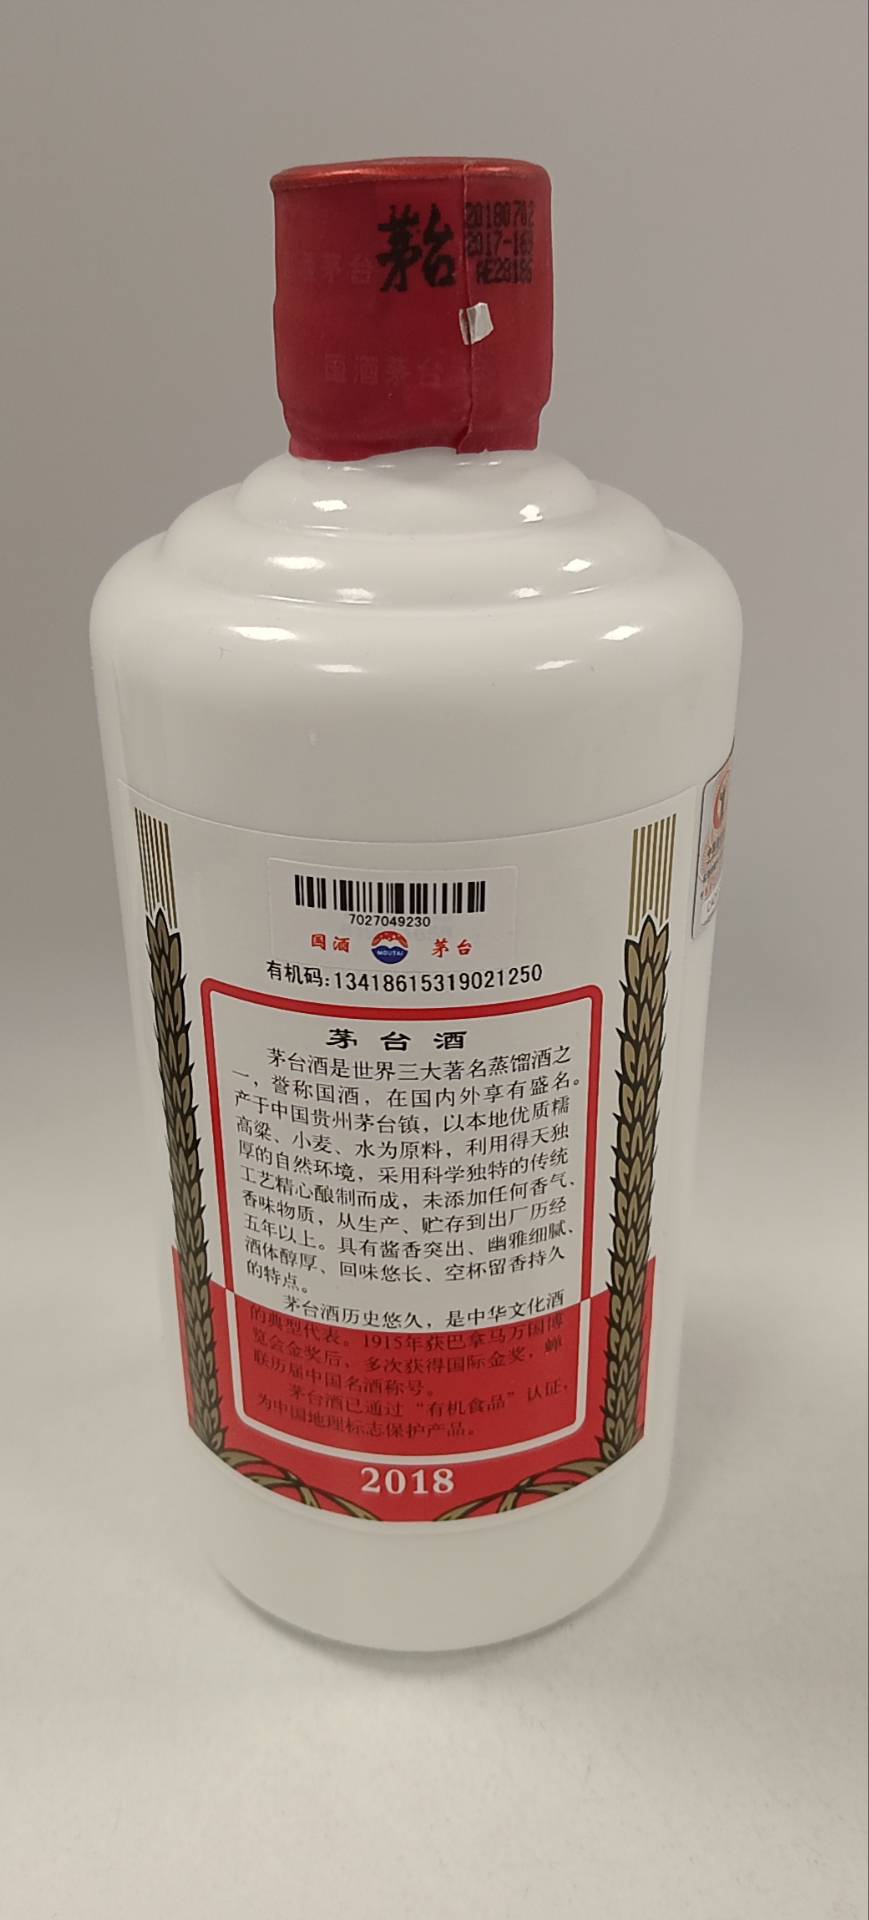 茅台
20180702
2017-169
AE28186
国酒茅台
7027049230
国酒 MOUTAI 茅台
有机码:13418615319021250
茅台酒
茅台酒是世界三大著名蒸馏酒之
一，誉称国酒，在国内外享有盛名。
产于中国贵州茅台镇，以本地优质糯
高粱、小麦、水为原料，利用得天独
厚的自然环境，采用科学独特的传统
工艺精心酿制而成，未添加任何香气、
香味物质，从生产、贮存到出厂历经
五年以上。具有酱香突出、幽雅细腻、
酒体醇厚、回味悠长、空杯留香持久
的特点。
茅台酒历史悠久，是中华文化酒
的典型代表。1915年获巴拿马万国博
览会金奖后，多次获得国际金奖，蝉
联历届中国名酒称号。
茅台酒已通过“有机食品”认证，
为中国地理标志保护产品。
2018